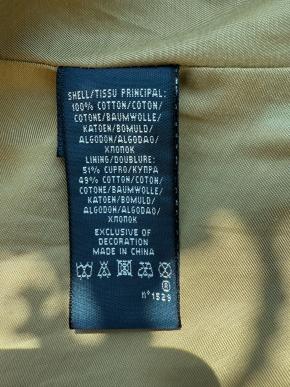 SHELL/TISSU PRINCIPAL:
100% COTTON/COTON/
COTONE/BAUMWOLLE/
KATOEN/BOMULD/
ALGODON/ALGODAO/
ХЛОПОК
LINING/DOUBLURE:
51% CUPRO/КУПРА
49% COTTON/COTON/
COTONE/BAUMWOLLE/
KATOEN/BOMULD/
ALGODON/ALGODAO/
ХЛОПОК
EXCLUSIVE OF
DECORATION
MADE IN CHINA
n°1529